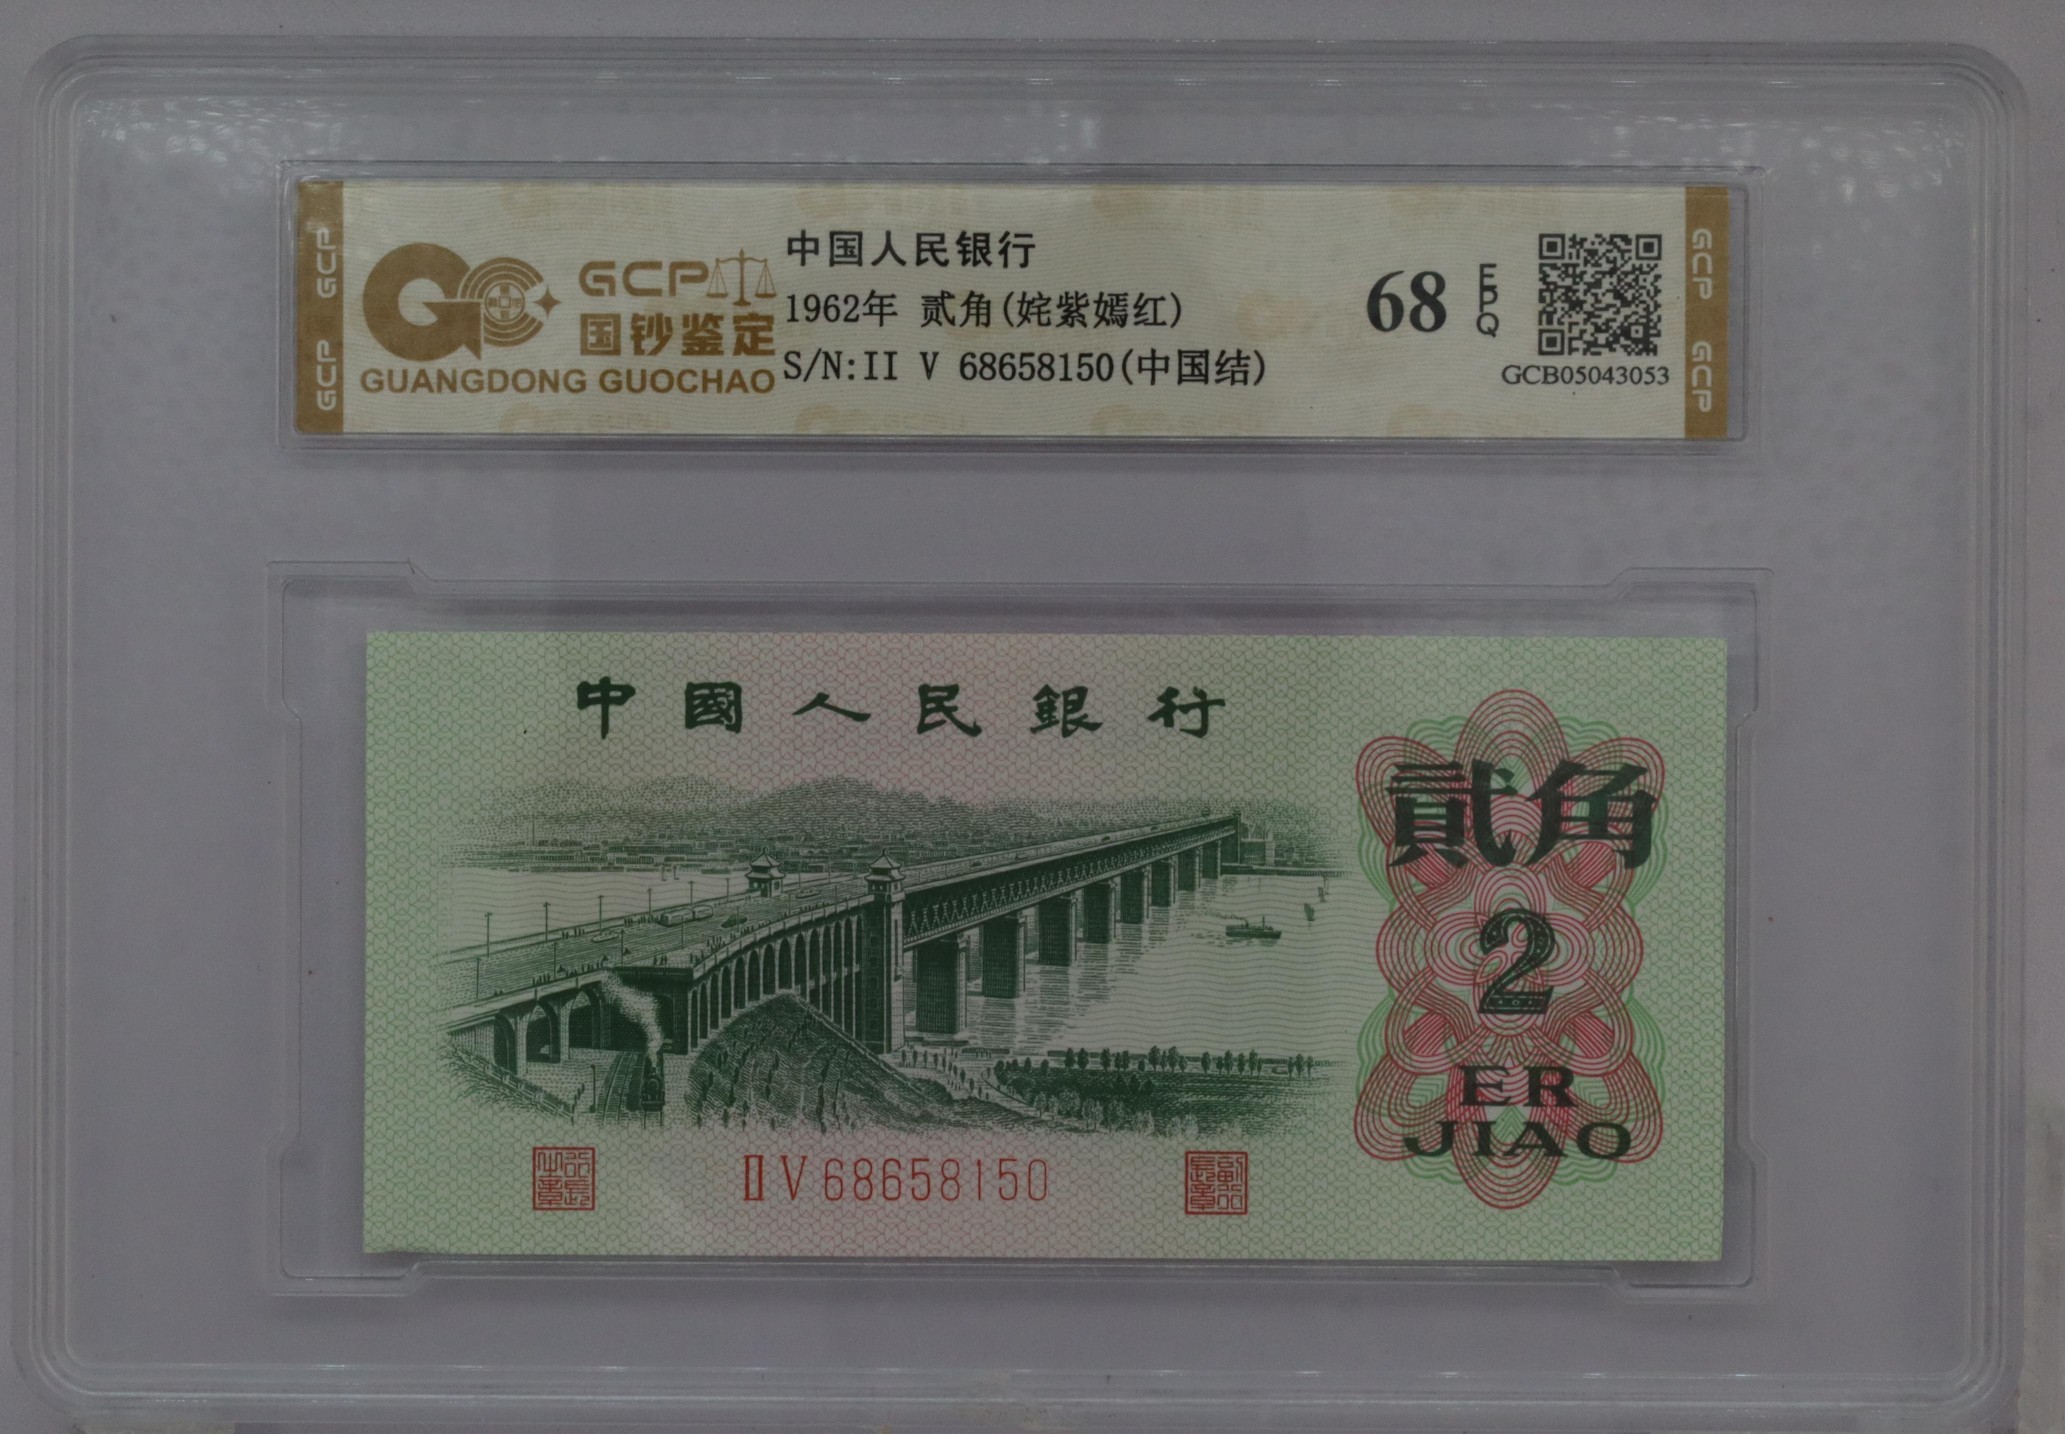 GCP
GCP
GCP
国钞鉴定
GUANGDONG GUOCHAO
中国人民银行
1962年 贰角(姹紫嫣红)
S/N:II V 68658150(中国结)
68
EPQ
GCB05043053
GCP
GCP
中國人民銀行
貳角
2
ER
JIAO
II V 68658150